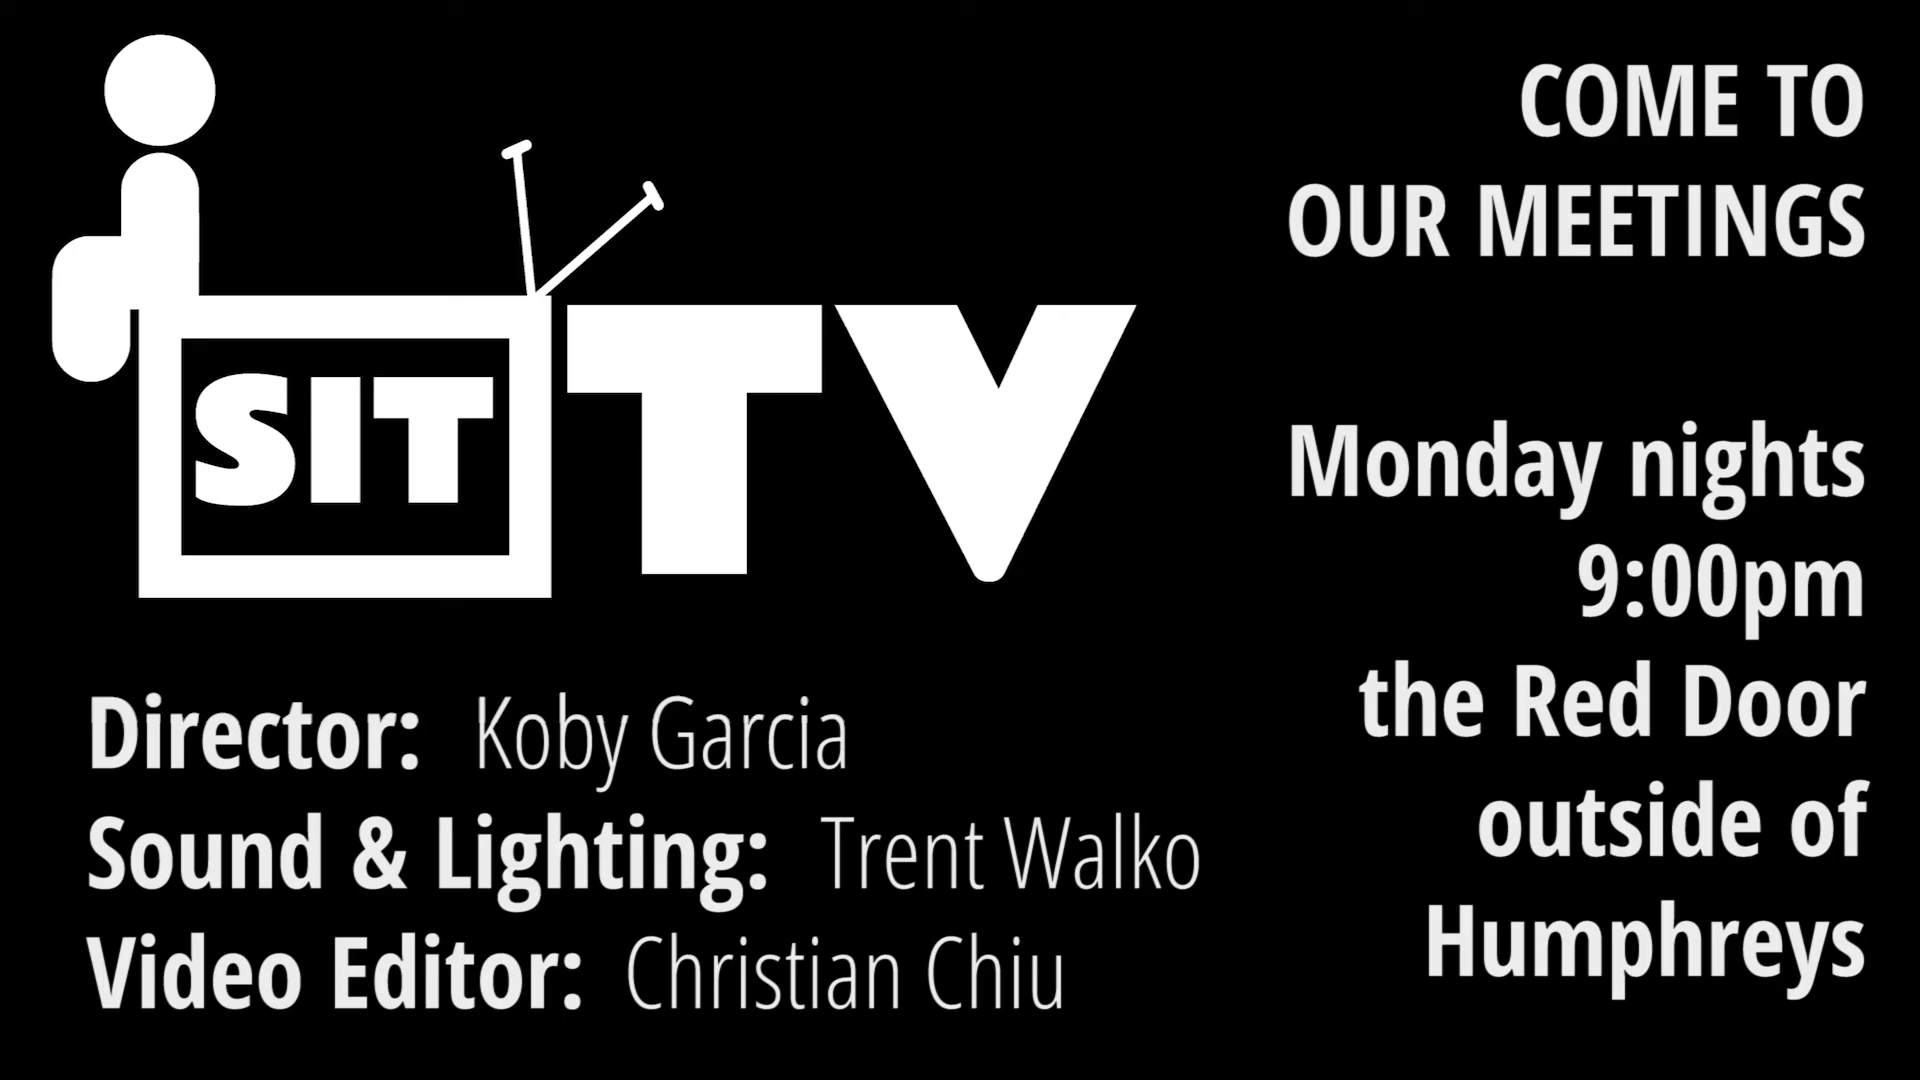 SIT TV
COME TO
OUR MEETINGS
Monday nights
9:00pm
the Red Door
outside of
Humphreys
Director: Koby Garcia
Sound & Lighting: Trent Walko
Video Editor: Christian Chiu